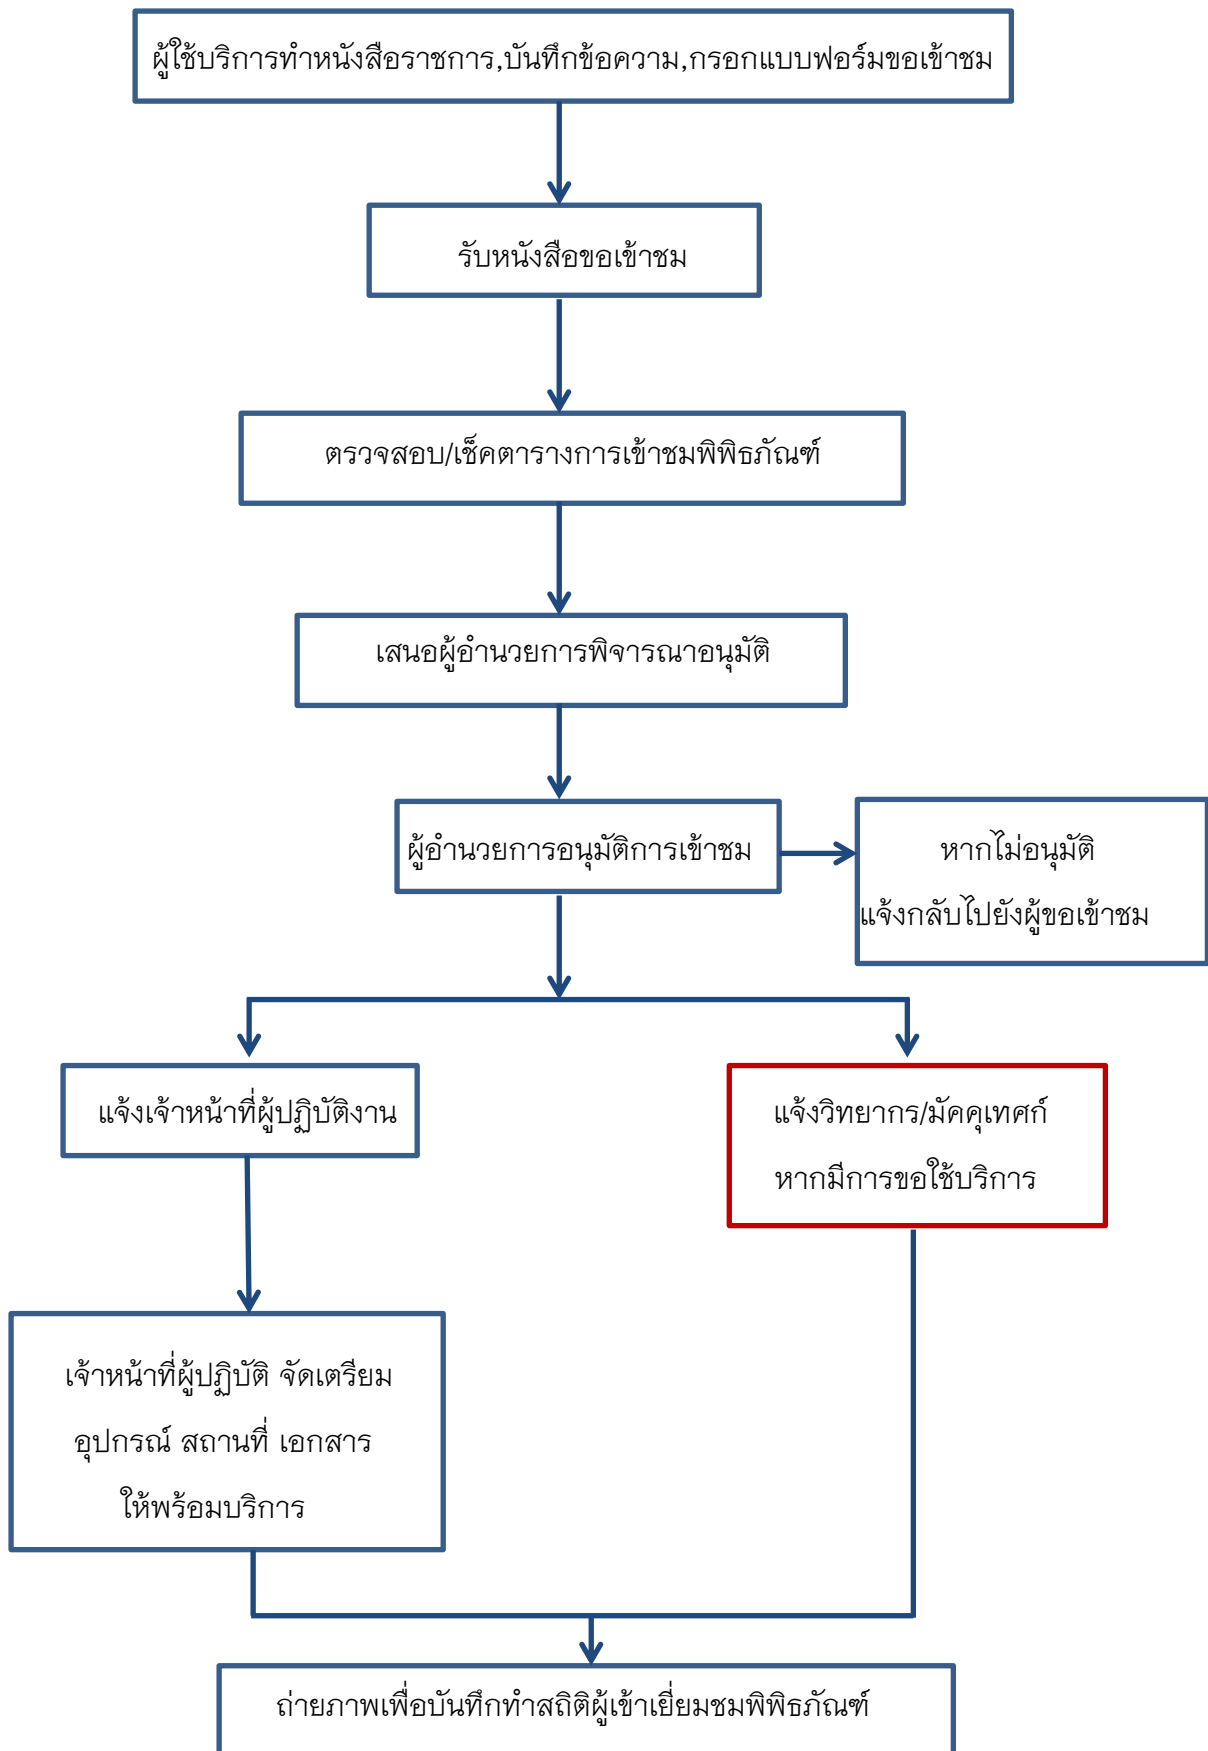 ผู้ใช้บริการทำหนังสือราชการ,บันทึกข้อความ,กรอกแบบฟอร์มขอเข้าชม
รับหนังสือขอเข้าชม
ตรวจสอบ/เช็คตารางการเข้าชมพิพิธภัณฑ์
เสนอผู้อำนวยการพิจารณาอนุมัติ
ผู้อำนวยการอนุมัติการเข้าชม
หากไม่อนุมัติ
แจ้งกลับไปยังผู้ขอเข้าชม
แจ้งเจ้าหน้าที่ผู้ปฏิบัติงาน
แจ้งวิทยากร/มัคคุเทศก์
หากมีการขอใช้บริการ
เจ้าหน้าที่ผู้ปฏิบัติ จัดเตรียม
อุปกรณ์ สถานที่ เอกสาร
ให้พร้อมบริการ
ถ่ายภาพเพื่อบันทึกทำสถิติผู้เข้าเยี่ยมชมพิพิธภัณฑ์